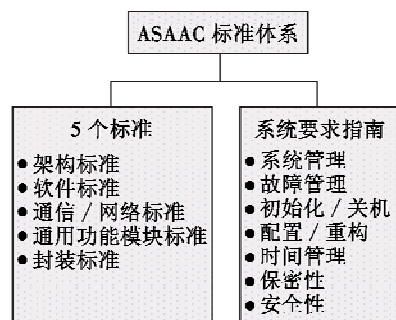 ASAAC 标准体系
5 个标准
● 架构标准
● 软件标准
● 通信 / 网络标准
● 通用功能模块标准
● 封装标准
系统要求指南
● 系统管理
● 故障管理
● 初始化 / 关机
● 配置 / 重构
● 时间管理
● 保密性
● 安全性